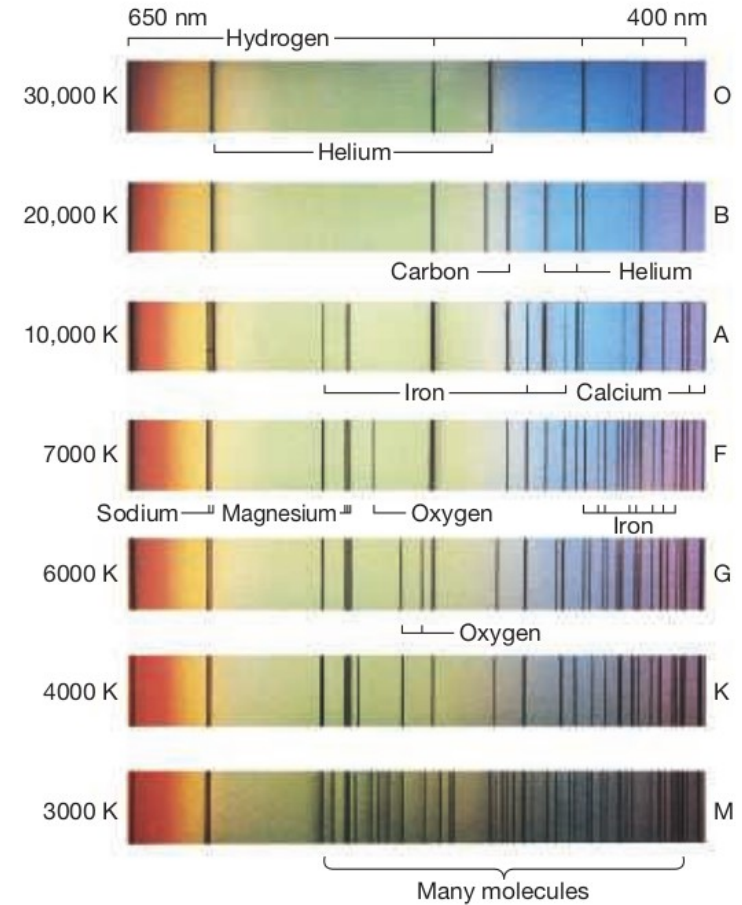 650 nm 400 nm
Hydrogen
30,000 K O
Helium
20,000 K B
Carbon Helium
10,000 K A
Iron Calcium
7000 K F
Sodium Magnesium Oxygen Iron
6000 K G
Oxygen
4000 K K
3000 K M
Many molecules